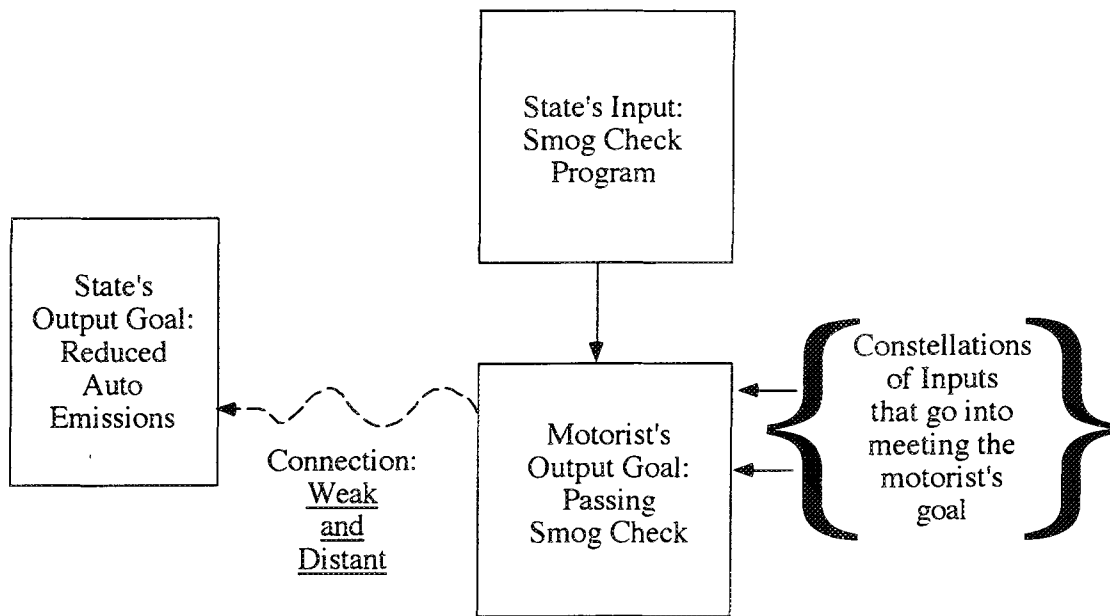 State's Input:
Smog Check
Program
State's
Output Goal:
Reduced
Auto
Emissions
Connection:
Weak
and
Distant
Motorist's
Output Goal:
Passing
Smog Check
Constellations
of Inputs
that go into
meeting the
motorist's
goal